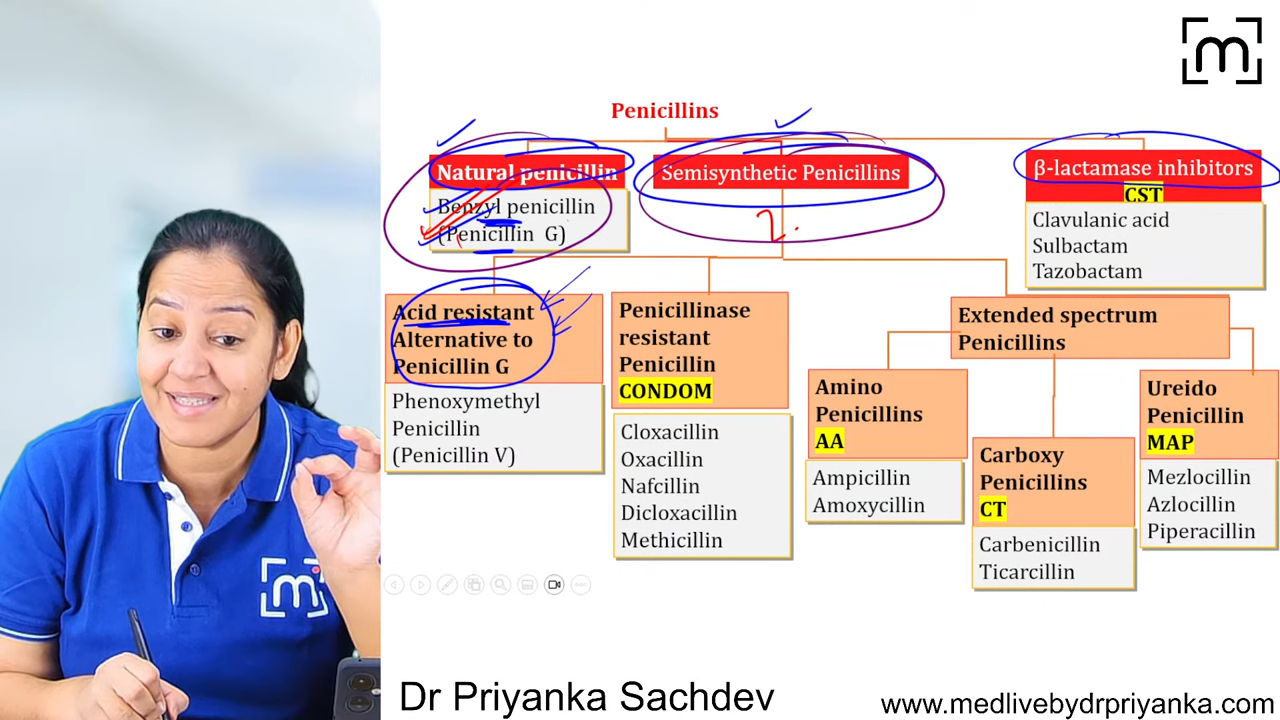 Penicillins
Natural penicillin
Benzyl penicillin
(Penicillin G)
Semisynthetic Penicillins
2.
β-lactamase inhibitors
CST
Clavulanic acid
Sulbactam
Tazobactam
Acid resistant
Alternative to
Penicillin G
Phenoxymethyl
Penicillin
(Penicillin V)
Penicillinase
resistant
Penicillin
CONDOM
Cloxacillin
Oxacillin
Nafcillin
Dicloxacillin
Methicillin
Extended spectrum
Penicillins
Amino
Penicillins
AA
Ampicillin
Amoxycillin
Carboxy
Penicillins
CT
Carbenicillin
Ticarcillin
Ureido
Penicillin
MAP
Mezlocillin
Azlocillin
Piperacillin
m
m
Dr Priyanka Sachdev
www.medlivebydrpriyanka.com